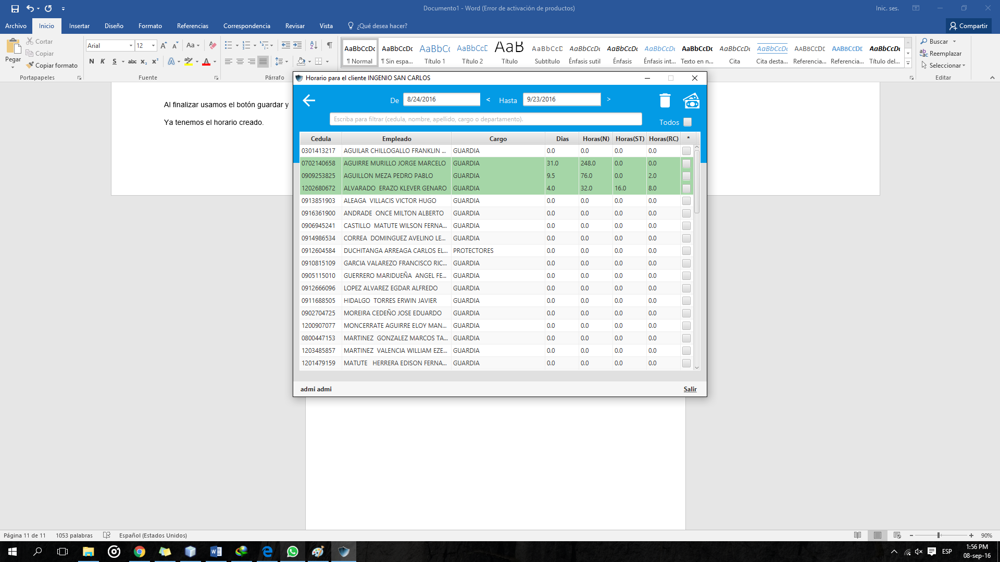 Documento1 - Word (Error de activación de productos)
Inic. ses.
Archivo Inicio Insertar Diseño Formato Referencias Correspondencia Revisar Vista ¿Qué desea hacer? Compartir
Pegar
Cortar
Copiar
Copiar formato
Portapapeles
Arial 12
Aa
N K S abc x₂ x²
Fuente
Párrafo
AaBbCcDc AaBbCcDc AaBbCc AaBbCcD AaB AaBbCcD AaBbCcDc AaBbCcDc AaBbCcDc AaBbCcDc AaBbCcDc AaBbCcDc AABBCCDE AABBCCDE AaBbCcDc
¶ Normal ¶ Sin espa... Título 1 Título 2 Título Subtítulo Énfasis sutil Énfasis Énfasis int... Texto en n... Cita Cita desta... Referencia... Referencia... Título del...
Buscar
Reemplazar
Seleccionar
Editar
Al finalizar usamos el botón guardar y
Ya tenemos el horario creado.
Horario para el cliente INGENIO SAN CARLOS
De 8/24/2016 < Hasta 9/23/2016 >
Escriba para filtrar (cedula, nombre, apellido, cargo o departamento).
Todos
Cedula Empleado Cargo Dias Horas(N) Horas(ST) Horas(RC) *
0301413217 AGUILAR CHILLOGALLO FRANKLIN ... GUARDIA 0.0 0.0 0.0 0.0
0702140658 AGUIRRE MURILLO JORGE MARCELO GUARDIA 31.0 248.0 0.0 0.0
0909253825 AGUILLON MEZA PEDRO PABLO GUARDIA 9.5 76.0 0.0 2.0
1202680672 ALVARADO ERAZO KLEVER GENARO GUARDIA 4.0 32.0 16.0 8.0
0913851903 ALEAGA VILLACIS VICTOR HUGO GUARDIA 0.0 0.0 0.0 0.0
0916361900 ANDRADE ONCE MILTON ALBERTO GUARDIA 0.0 0.0 0.0 0.0
0906945241 CASTILLO MATUTE WILSON FERNA... GUARDIA 0.0 0.0 0.0 0.0
0914986534 CORREA DOMINGUEZ AVELINO LE... GUARDIA 0.0 0.0 0.0 0.0
0912604584 DUCHITANGA ARREAGA CARLOS EL... PROTECTORES 0.0 0.0 0.0 0.0
0910815109 GARCIA VALAREZO FRANCISCO RIC... GUARDIA 0.0 0.0 0.0 0.0
0905115010 GUERRERO MARIDUEÑA ANGEL FE... GUARDIA 0.0 0.0 0.0 0.0
0912666096 LOPEZ ALVAREZ EGDAR ALFREDO GUARDIA 0.0 0.0 0.0 0.0
0911688505 HIDALGO TORRES ERWIN JAVIER GUARDIA 0.0 0.0 0.0 0.0
0902704725 MOREIRA CEDEÑO JOSE EDUARDO GUARDIA 0.0 0.0 0.0 0.0
1200907077 MONCERRATE AGUIRRE ELOY MAN... GUARDIA 0.0 0.0 0.0 0.0
0800447153 MARTINEZ GONZALEZ MARCOS TA... GUARDIA 0.0 0.0 0.0 0.0
1203485857 MARTINEZ VALENCIA WILLIAM EZE... GUARDIA 0.0 0.0 0.0 0.0
1201479159 MATUTE HERRERA EDISON FERNA... GUARDIA 0.0 0.0 0.0 0.0
admi admi
Salir
Página 11 de 11 1053 palabras Español (Estados Unidos)
90%
ESP
1:56 PM
08-sep-16